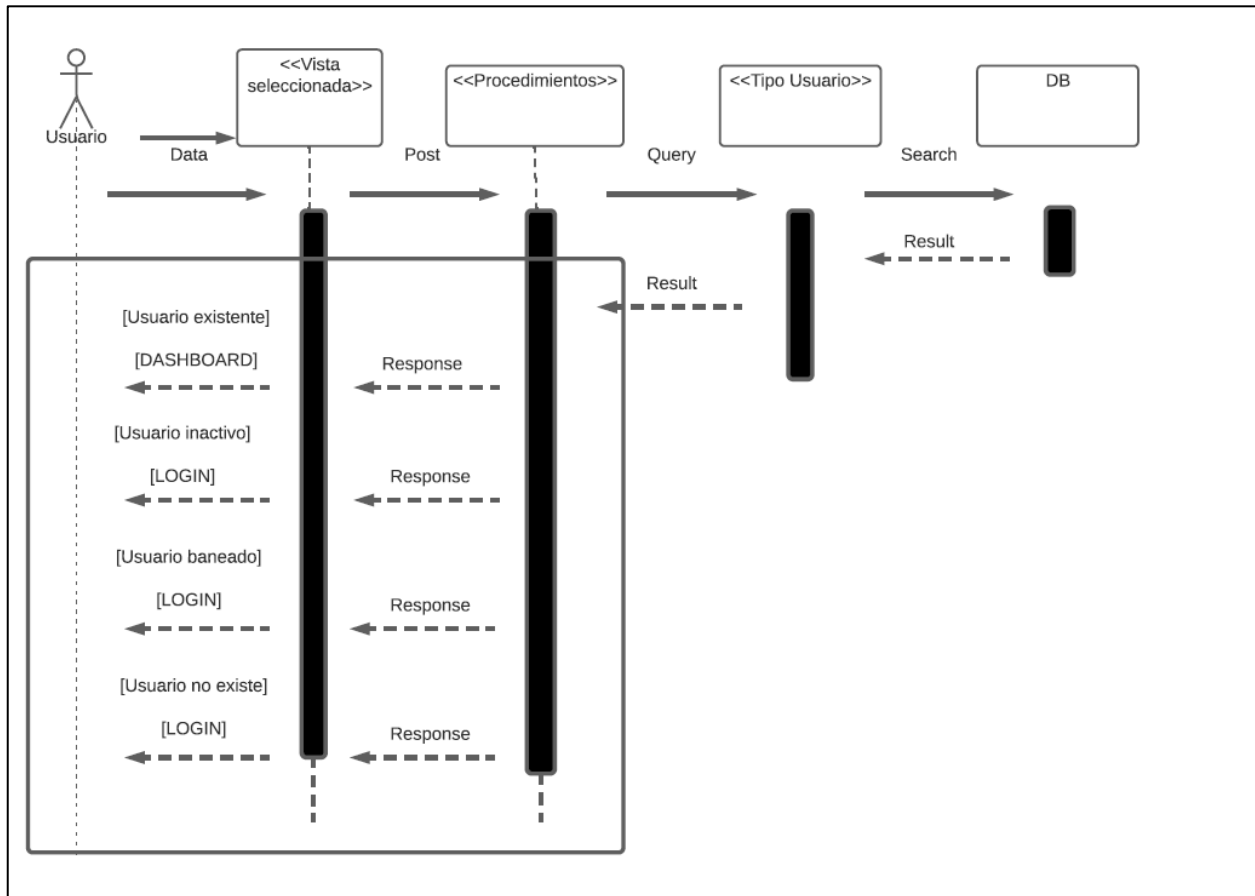 <<Vista
seleccionada>>
<<Procedimientos>>
<<Tipo Usuario>>
DB
Usuario
Data
Post
Query
Search
Result
Result
[Usuario existente]
[DASHBOARD]
Response
[Usuario inactivo]
[LOGIN]
Response
[Usuario baneado]
[LOGIN]
Response
[Usuario no existe]
[LOGIN]
Response